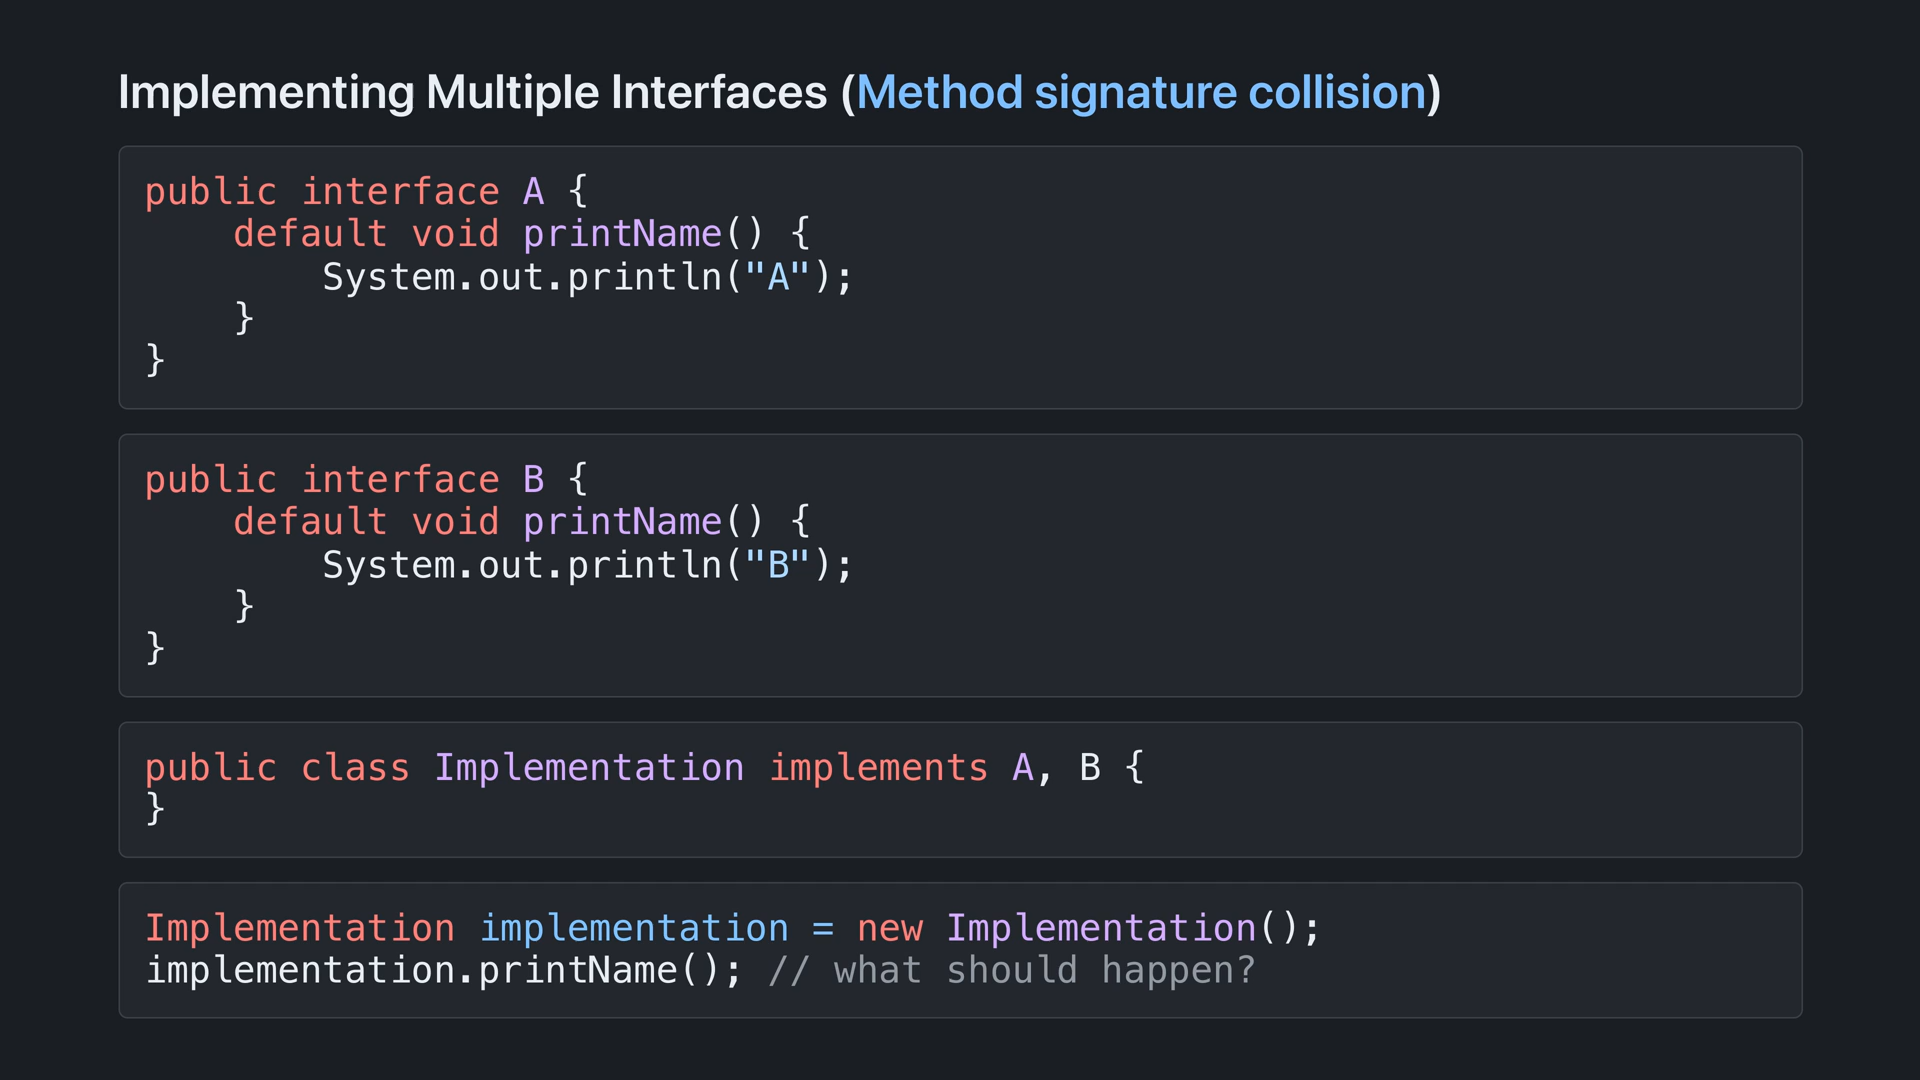 Implementing Multiple Interfaces (Method signature collision)
public interface A {
    default void printName() {
        System.out.println("A");
    }
}
public interface B {
    default void printName() {
        System.out.println("B");
    }
}
public class Implementation implements A, B {
}
Implementation implementation = new Implementation();
implementation.printName(); // what should happen?